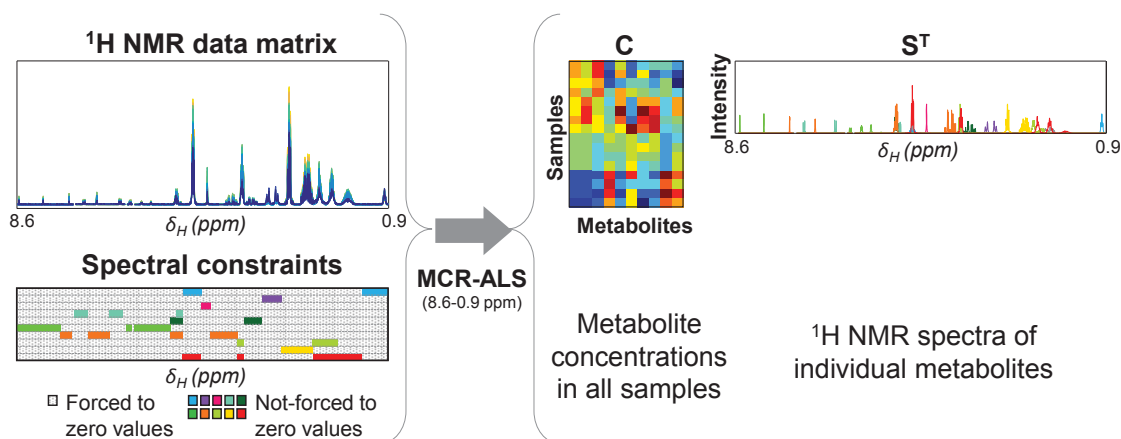 ¹H NMR data matrix
8.6
δH (ppm)
0.9
Spectral constraints
δH (ppm)
Forced to
zero values
Not-forced to
zero values
MCR-ALS
(8.6-0.9 ppm)
C
Samples
Metabolites
Sᵀ
Intensity
8.6
δH (ppm)
0.9
Metabolite
concentrations
in all samples
¹H NMR spectra of
individual metabolites